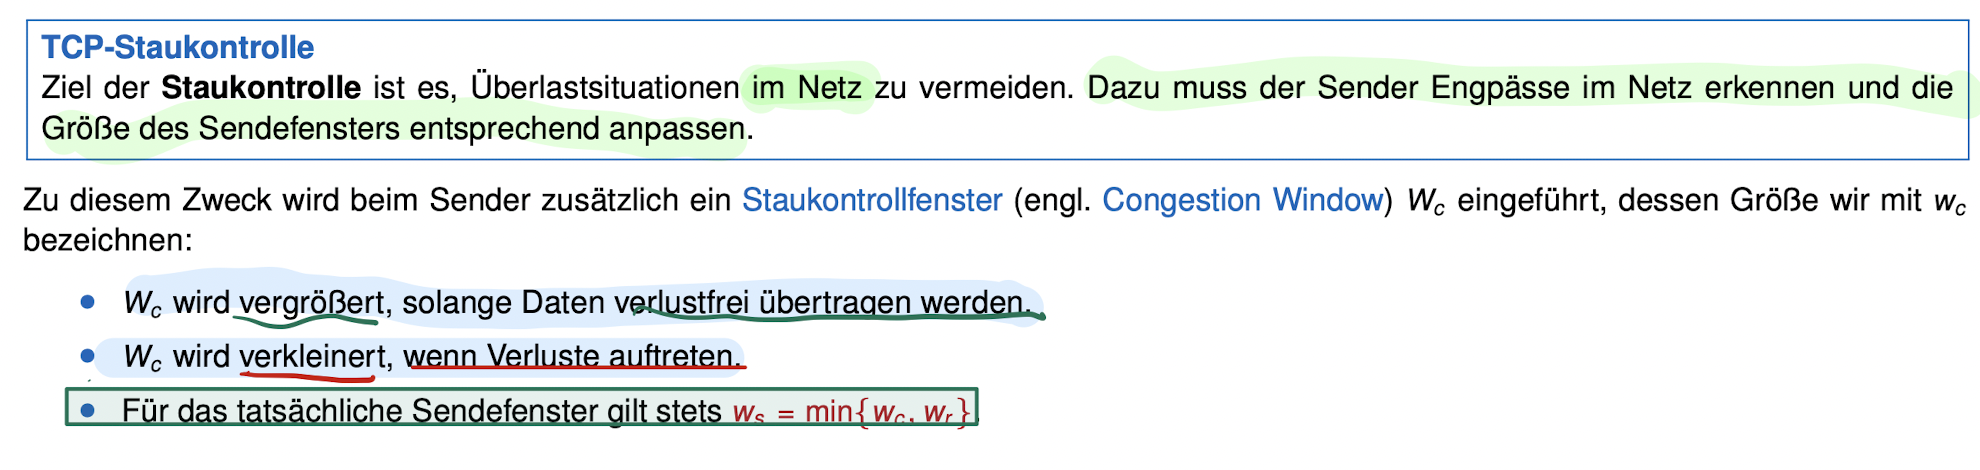 TCP-Staukontrolle
Ziel der Staukontrolle ist es, Überlastsituationen im Netz zu vermeiden. Dazu muss der Sender Engpässe im Netz erkennen und die
Größe des Sendefensters entsprechend anpassen.
Zu diesem Zweck wird beim Sender zusätzlich ein Staukontrollfenster (engl. Congestion Window) W_c eingeführt, dessen Größe wir mit w_c
bezeichnen:
• W_c wird vergrößert, solange Daten verlustfrei übertragen werden.
• W_c wird verkleinert, wenn Verluste auftreten.
• Für das tatsächliche Sendefenster gilt stets w_s = min{w_c, w_r}.